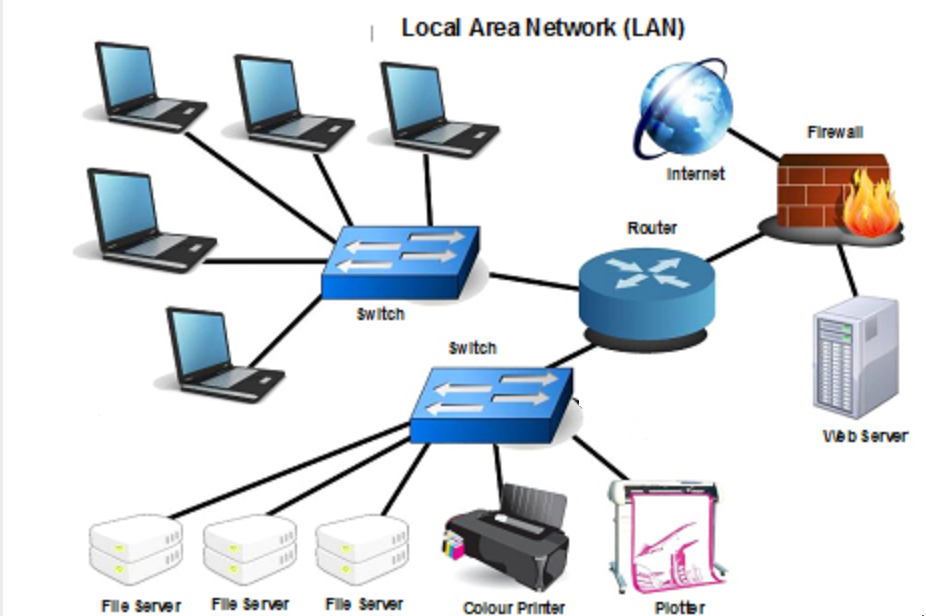 Local Area Network (LAN)
Firewall
Internet
Router
Switch
Switch
Web Server
File Server
File Server
File Server
Colour Printer
Plotter